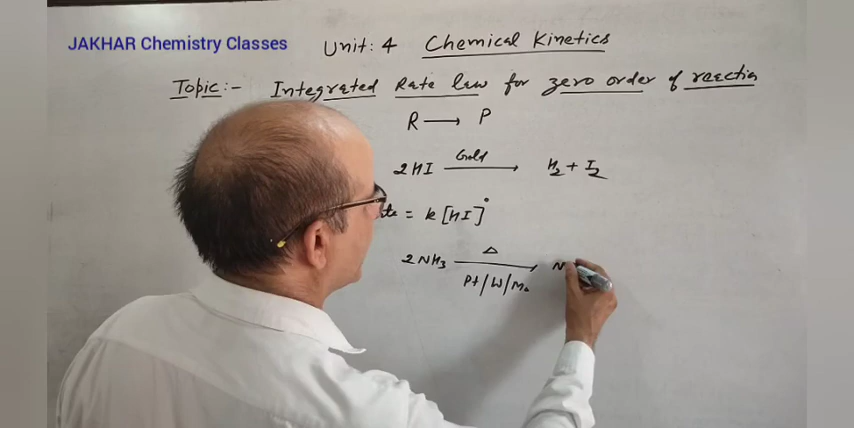 JAKHAR Chemistry Classes
Unit: 4 Chemical Kinetics
Topic:- Integrated Rate law for zero order of reaction
R ⟶ P
2HI —Gold→ H₂ + I₂
= k [HI]°
2NH₃ —Δ→ N
Pt/W/Mo